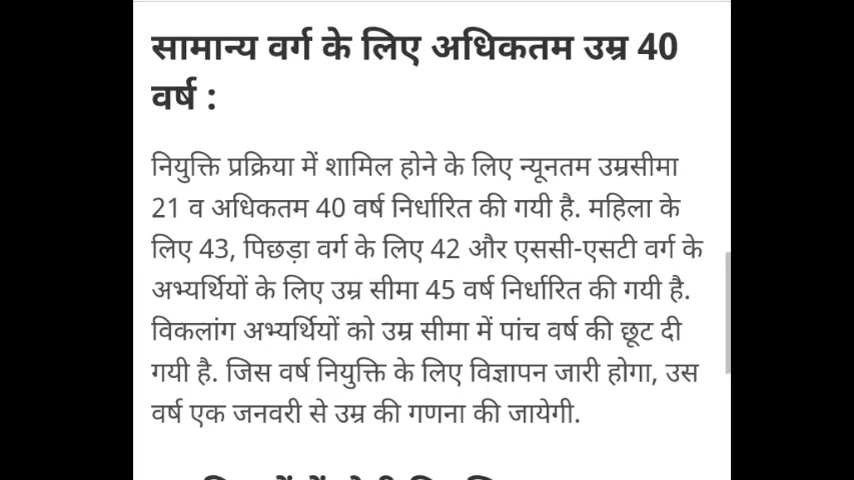 सामान्य वर्ग के लिए अधिकतम उम्र 40
वर्ष :
नियुक्ति प्रक्रिया में शामिल होने के लिए न्यूनतम उम्रसीमा
21 व अधिकतम 40 वर्ष निर्धारित की गयी है. महिला के
लिए 43, पिछड़ा वर्ग के लिए 42 और एससी-एसटी वर्ग के
अभ्यर्थियों के लिए उम्र सीमा 45 वर्ष निर्धारित की गयी है.
विकलांग अभ्यर्थियों को उम्र सीमा में पांच वर्ष की छूट दी
गयी है. जिस वर्ष नियुक्ति के लिए विज्ञापन जारी होगा, उस
वर्ष एक जनवरी से उम्र की गणना की जायेगी.